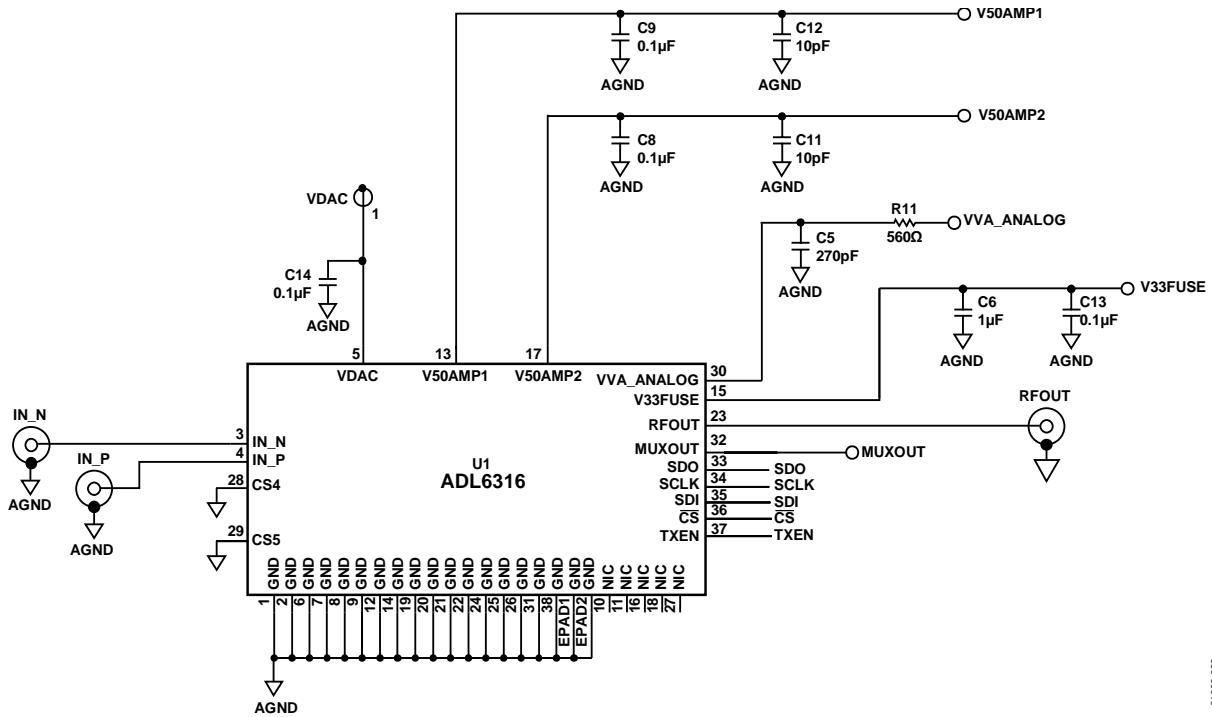 V50AMP1
C9
0.1µF
C12
10pF
AGND
AGND
V50AMP2
C8
0.1µF
C11
10pF
AGND
AGND
VDAC
1
C14
0.1µF
AGND
R11
560Ω
VVA_ANALOG
C5
270pF
AGND
V33FUSE
C6
1µF
C13
0.1µF
AGND
AGND
5
13
17
VDAC
V50AMP1
V50AMP2
VVA_ANALOG
30
V33FUSE
15
RFOUT
23
RFOUT
MUXOUT
32
MUXOUT
SDO
33
SDO
SCLK
34
SCLK
SDI
35
SDI
CS
36
CS
TXEN
37
TXEN
IN_N
AGND
3
IN_N
IN_P
AGND
4
IN_P
28
CS4
29
CS5
U1
ADL6316
GND GND GND GND GND GND GND GND GND GND GND GND GND GND GND GND GND GND GND NIC NIC NIC NIC NIC
1 2 6 7 8 9 12 14 19 20 21 22 24 25 26 31 38 EPAD1 EPAD2 10 11 16 18 27
AGND